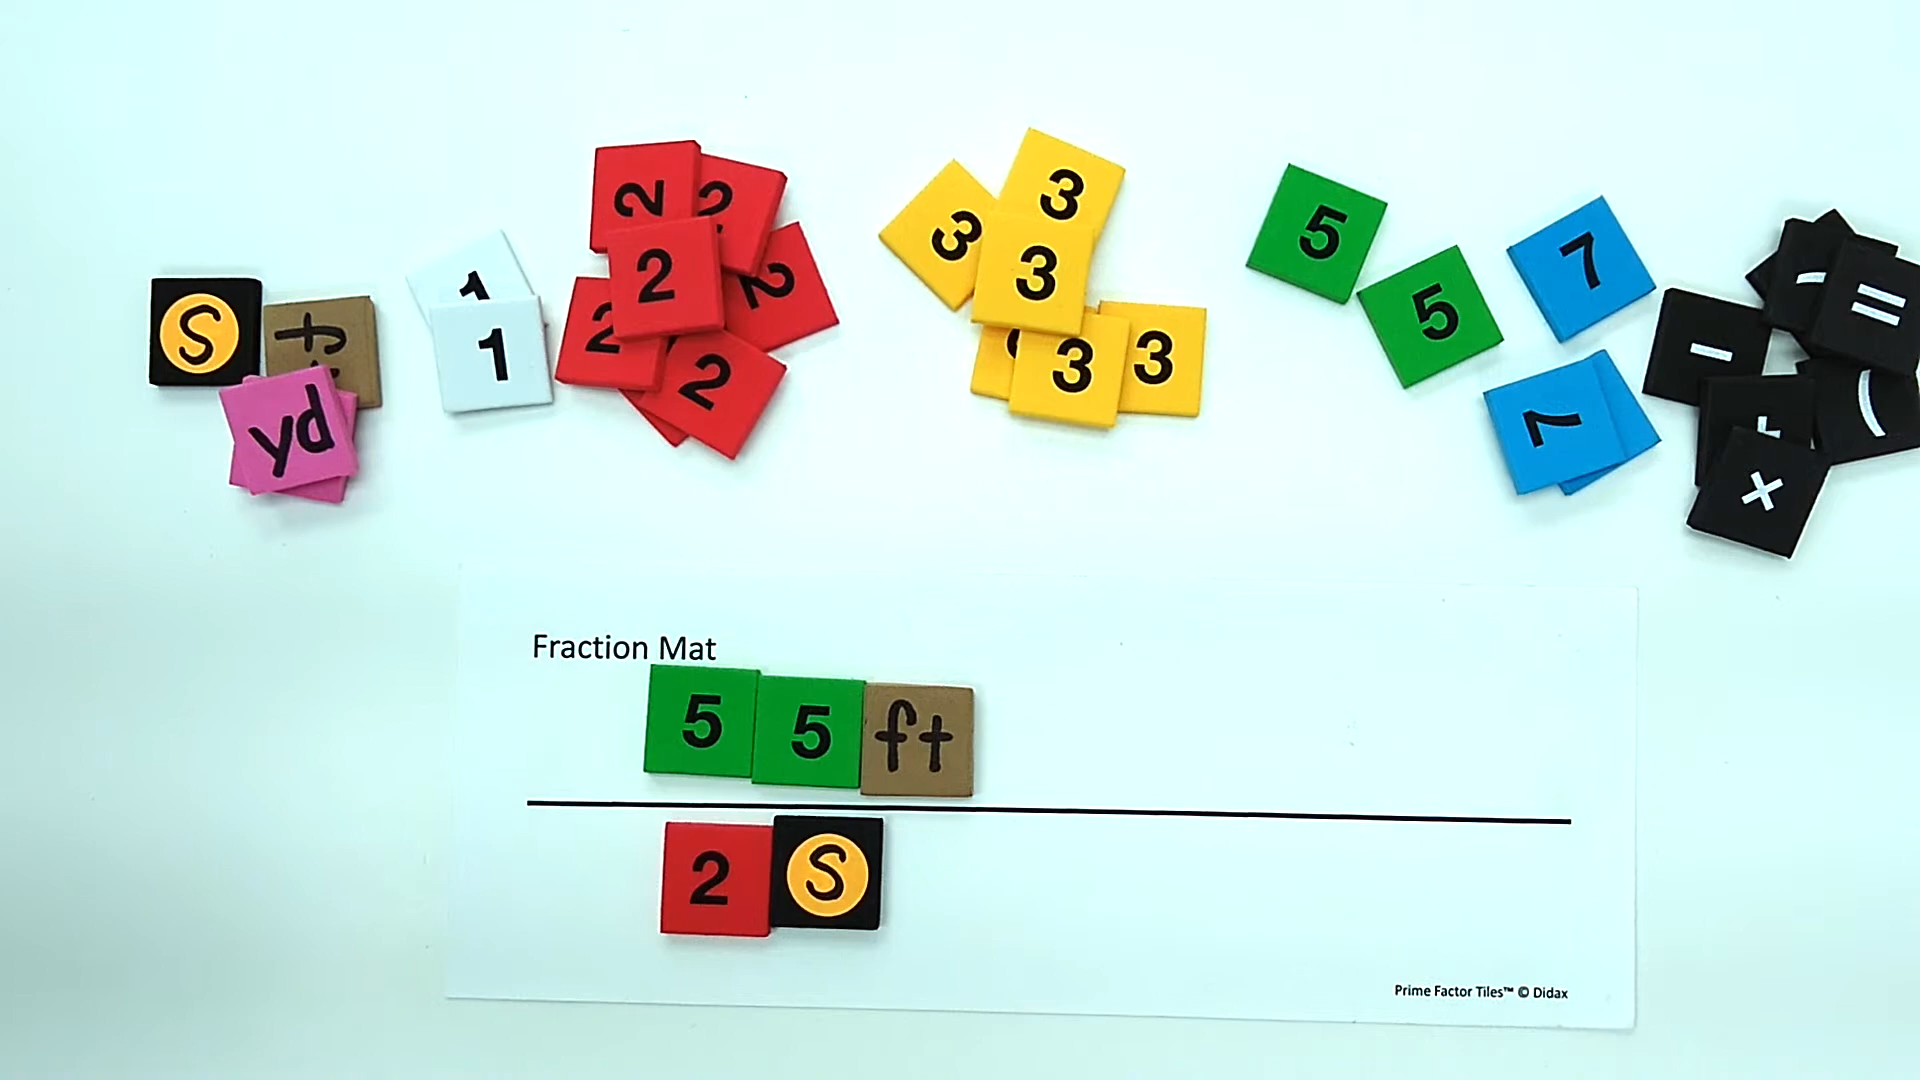 2 2
3
3
5
7
2 2
3
5
=
S ft
1
1
2
2
3 3
7
-
(
yd
+
x
Fraction Mat
5 5 ft
2 S
Prime Factor Tiles™ © Didax